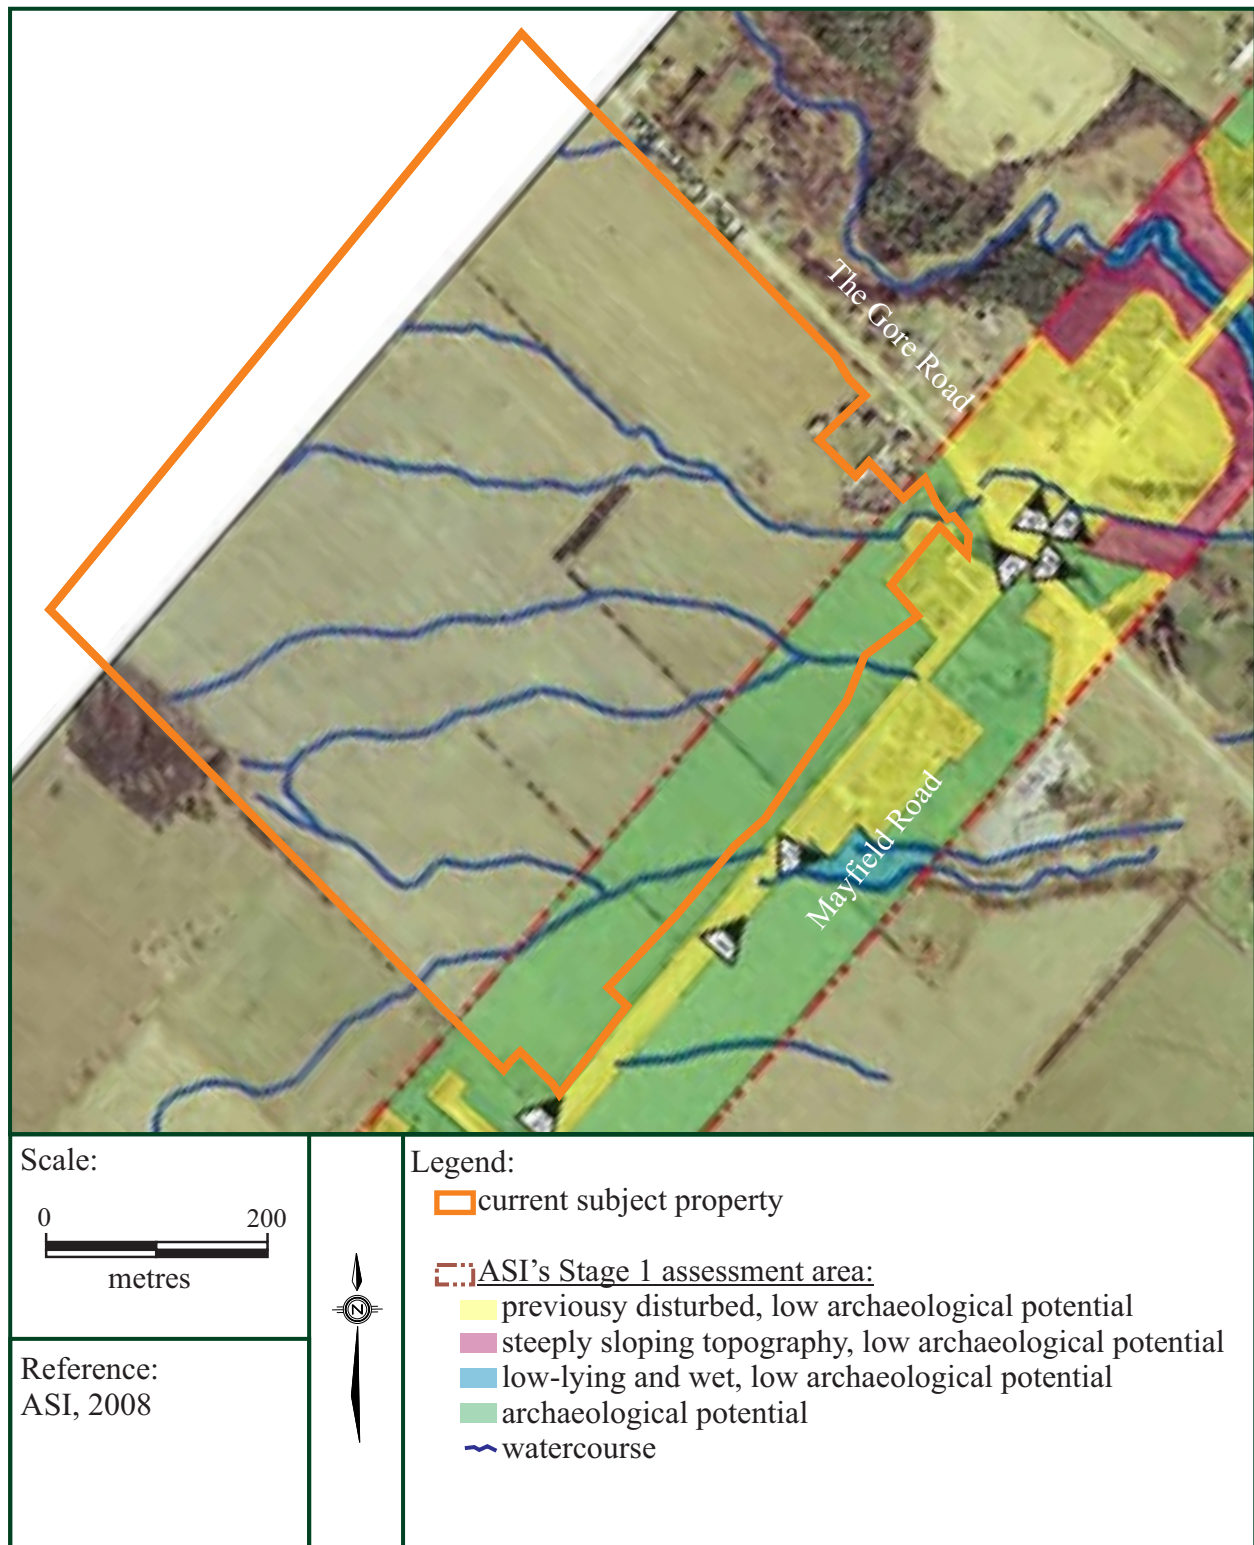 The Gore Road
Mayfield Road
Scale:
0 200
metres
Reference:
ASI, 2008
N
Legend:
current subject property
ASI's Stage 1 assessment area:
previousy disturbed, low archaeological potential
steeply sloping topography, low archaeological potential
low-lying and wet, low archaeological potential
archaeological potential
watercourse